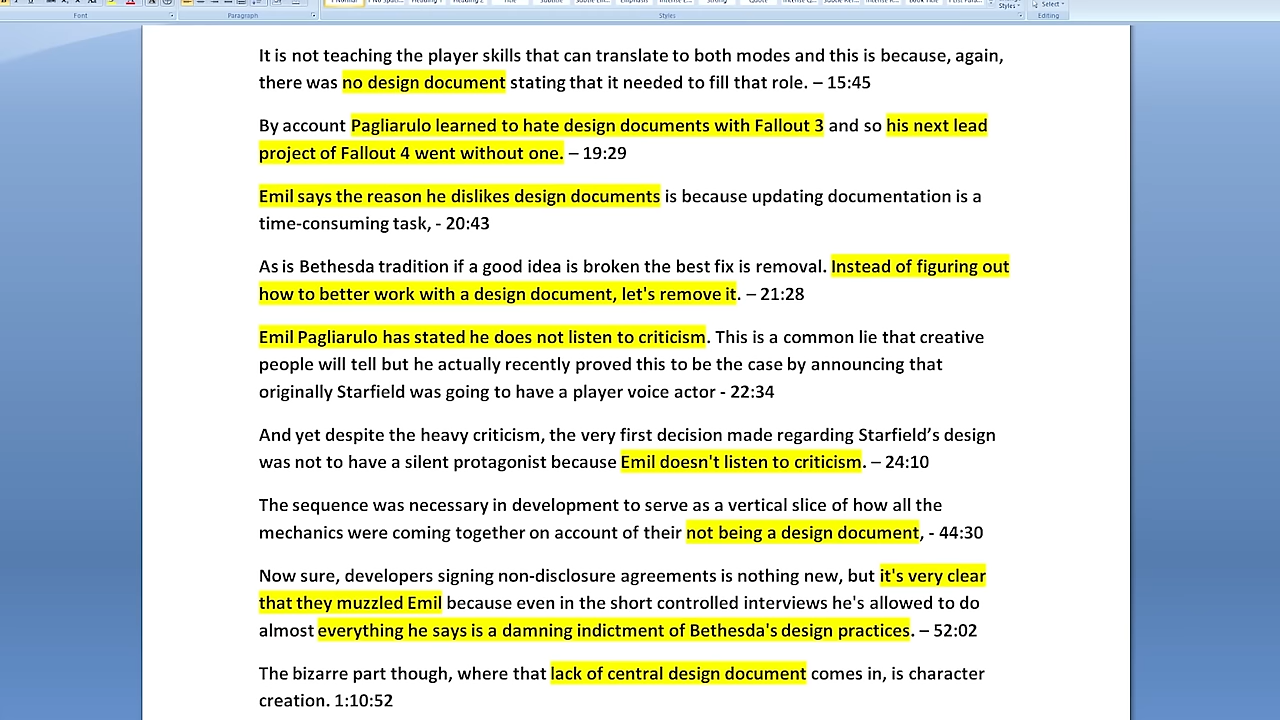 Font
Paragraph
Styles
Styles
Select
Editing
It is not teaching the player skills that can translate to both modes and this is because, again,
there was no design document stating that it needed to fill that role. – 15:45
By account Pagliarulo learned to hate design documents with Fallout 3 and so his next lead
project of Fallout 4 went without one. – 19:29
Emil says the reason he dislikes design documents is because updating documentation is a
time-consuming task, - 20:43
As is Bethesda tradition if a good idea is broken the best fix is removal. Instead of figuring out
how to better work with a design document, let's remove it. – 21:28
Emil Pagliarulo has stated he does not listen to criticism. This is a common lie that creative
people will tell but he actually recently proved this to be the case by announcing that
originally Starfield was going to have a player voice actor - 22:34
And yet despite the heavy criticism, the very first decision made regarding Starfield’s design
was not to have a silent protagonist because Emil doesn't listen to criticism. – 24:10
The sequence was necessary in development to serve as a vertical slice of how all the
mechanics were coming together on account of their not being a design document, - 44:30
Now sure, developers signing non-disclosure agreements is nothing new, but it's very clear
that they muzzled Emil because even in the short controlled interviews he's allowed to do
almost everything he says is a damning indictment of Bethesda's design practices. – 52:02
The bizarre part though, where that lack of central design document comes in, is character
creation. 1:10:52